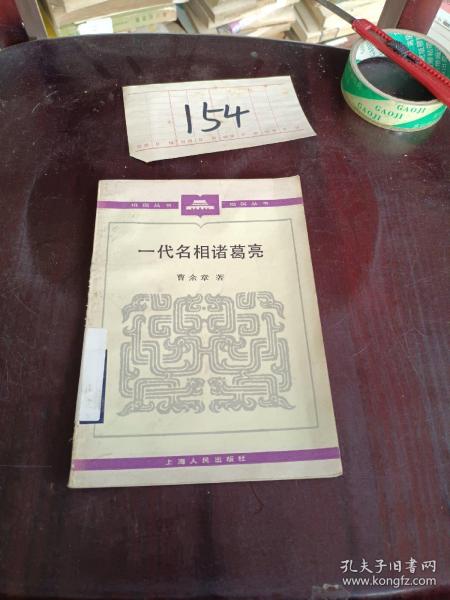 154
祖国丛书 祖国丛书
一代名相诸葛亮
曹余章 著
上海人民出版社
GAOJI
GAOJI
孔夫子旧书网
www.kongfz.com